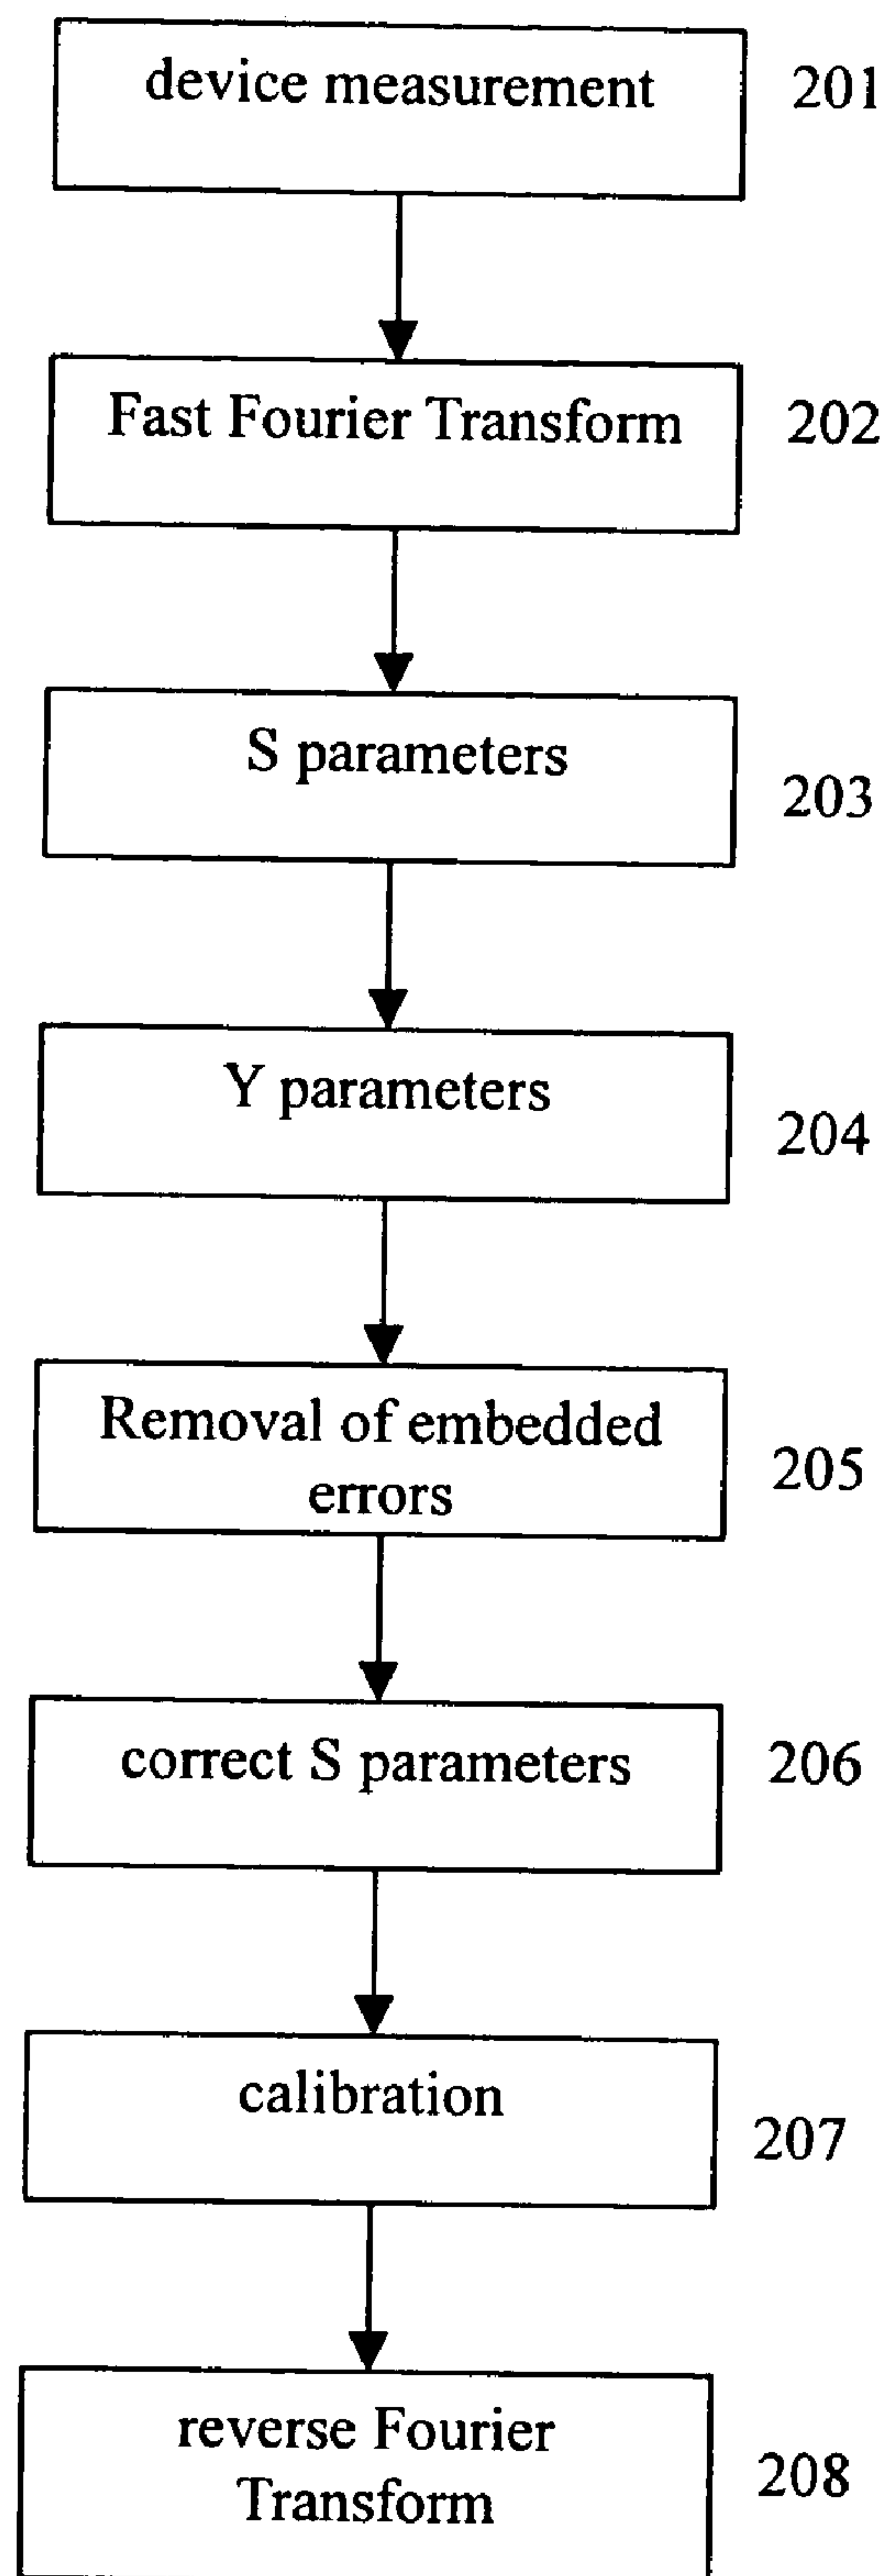 device measurement 201
Fast Fourier Transform 202
S parameters
203
Y parameters
204
Removal of embedded
errors
205
correct S parameters 206
calibration
207
reverse Fourier
Transform
208